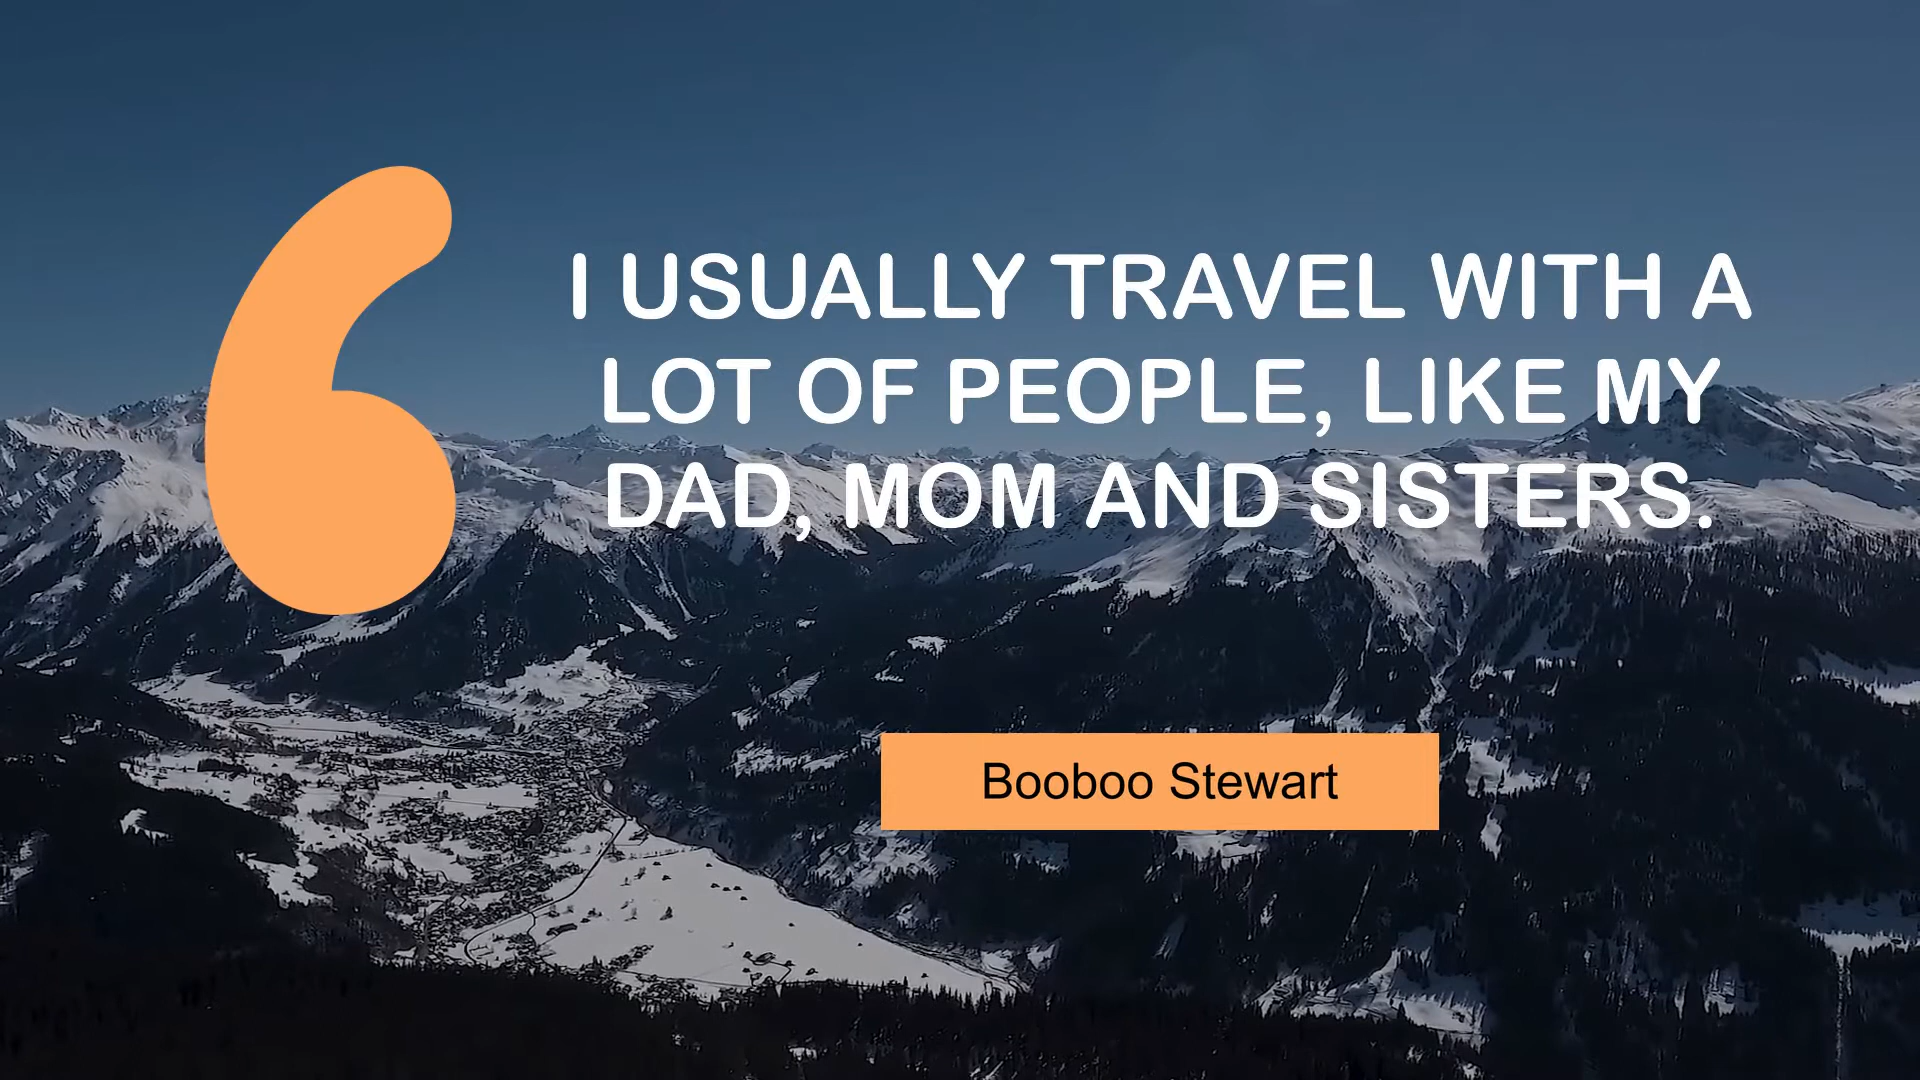 I USUALLY TRAVEL WITH A
LOT OF PEOPLE, LIKE MY
DAD, MOM AND SISTERS.
Booboo Stewart